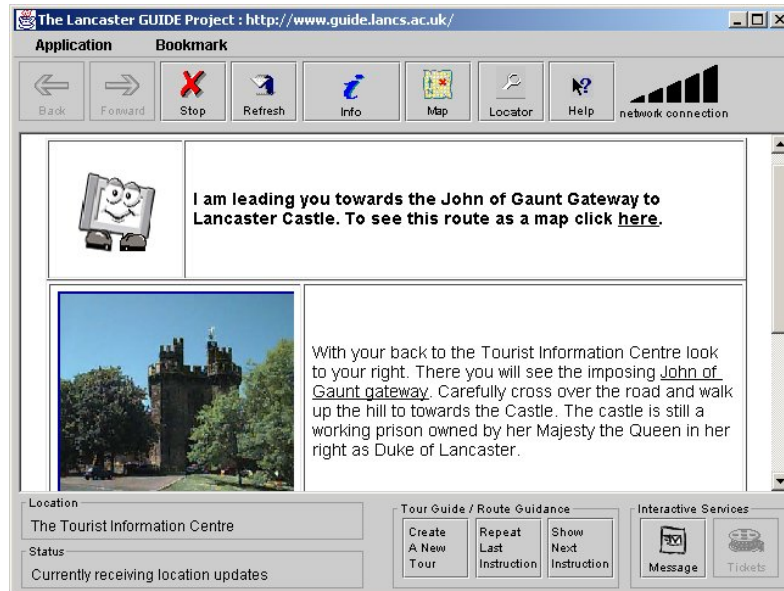 The Lancaster GUIDE Project : http://www.guide.lancs.ac.uk/
Application Bookmark
Back Forward Stop Refresh Info Map Locator Help network connection
I am leading you towards the John of Gaunt Gateway to
Lancaster Castle. To see this route as a map click here.
With your back to the Tourist Information Centre look
to your right. There you will see the imposing John of
Gaunt gateway. Carefully cross over the road and walk
up the hill to towards the Castle. The castle is still a
working prison owned by her Majesty the Queen in her
right as Duke of Lancaster.
Location
The Tourist Information Centre
Status
Currently receiving location updates
Tour Guide / Route Guidance
Create
A New
Tour
Repeat
Last
Instruction
Show
Next
Instruction
Interactive Services
Message Tickets